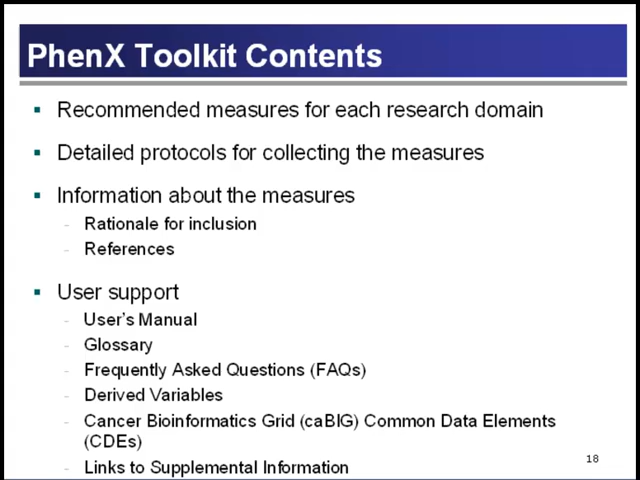 PhenX Toolkit Contents
▪ Recommended measures for each research domain
▪ Detailed protocols for collecting the measures
▪ Information about the measures
- Rationale for inclusion
- References
▪ User support
- User's Manual
- Glossary
- Frequently Asked Questions (FAQs)
- Derived Variables
- Cancer Bioinformatics Grid (caBIG) Common Data Elements
(CDEs)
- Links to Supplemental Information
18